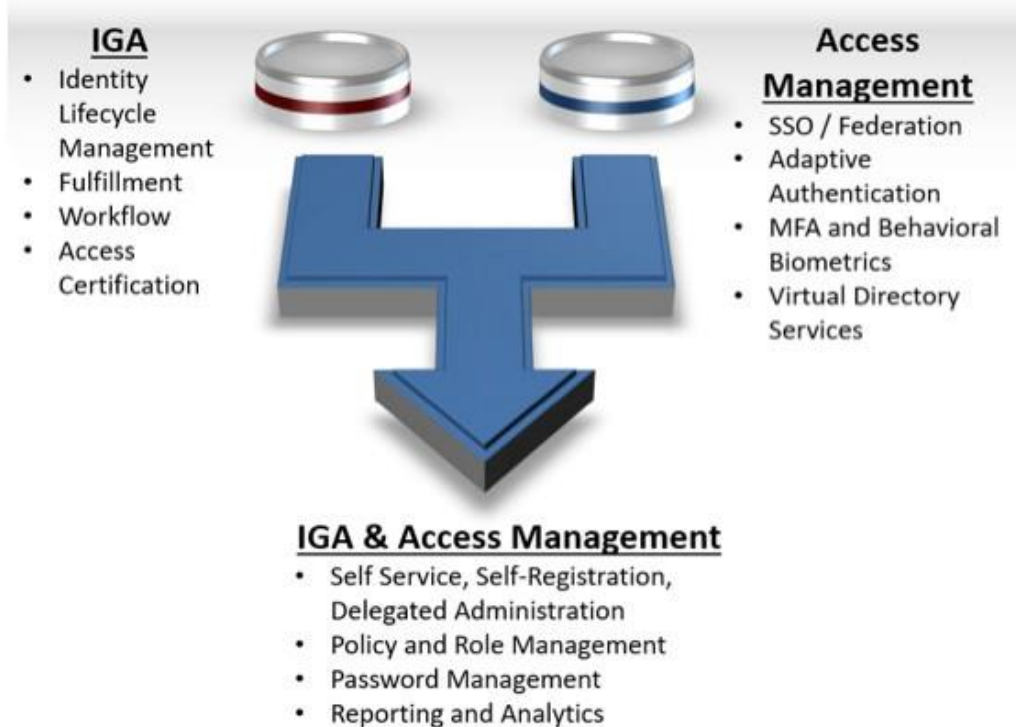 IGA
• Identity
Lifecycle
Management
• Fulfillment
• Workflow
• Access
Certification
Access
Management
• SSO / Federation
• Adaptive
Authentication
• MFA and Behavioral
Biometrics
• Virtual Directory
Services
IGA & Access Management
• Self Service, Self-Registration,
Delegated Administration
• Policy and Role Management
• Password Management
• Reporting and Analytics